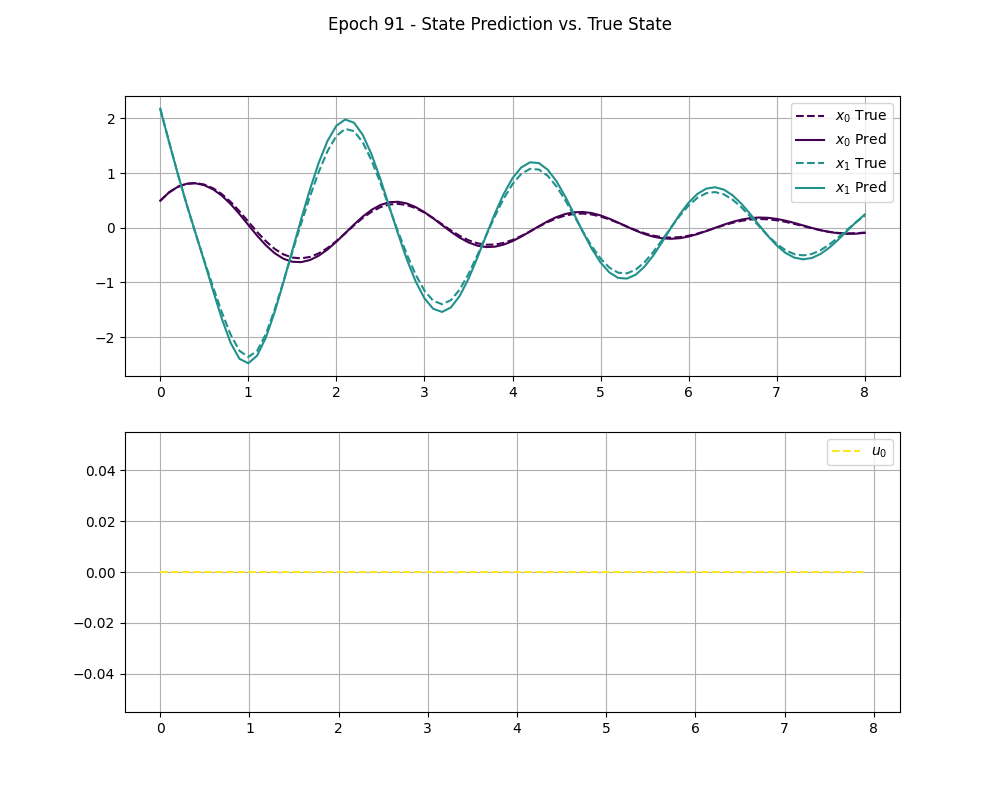 Epoch 91 - State Prediction vs. True State
2
1
0
−1
−2
x₀ True
x₀ Pred
x₁ True
x₁ Pred
0 1 2 3 4 5 6 7 8
0.04
0.02
0.00
−0.02
−0.04
u₀
0 1 2 3 4 5 6 7 8